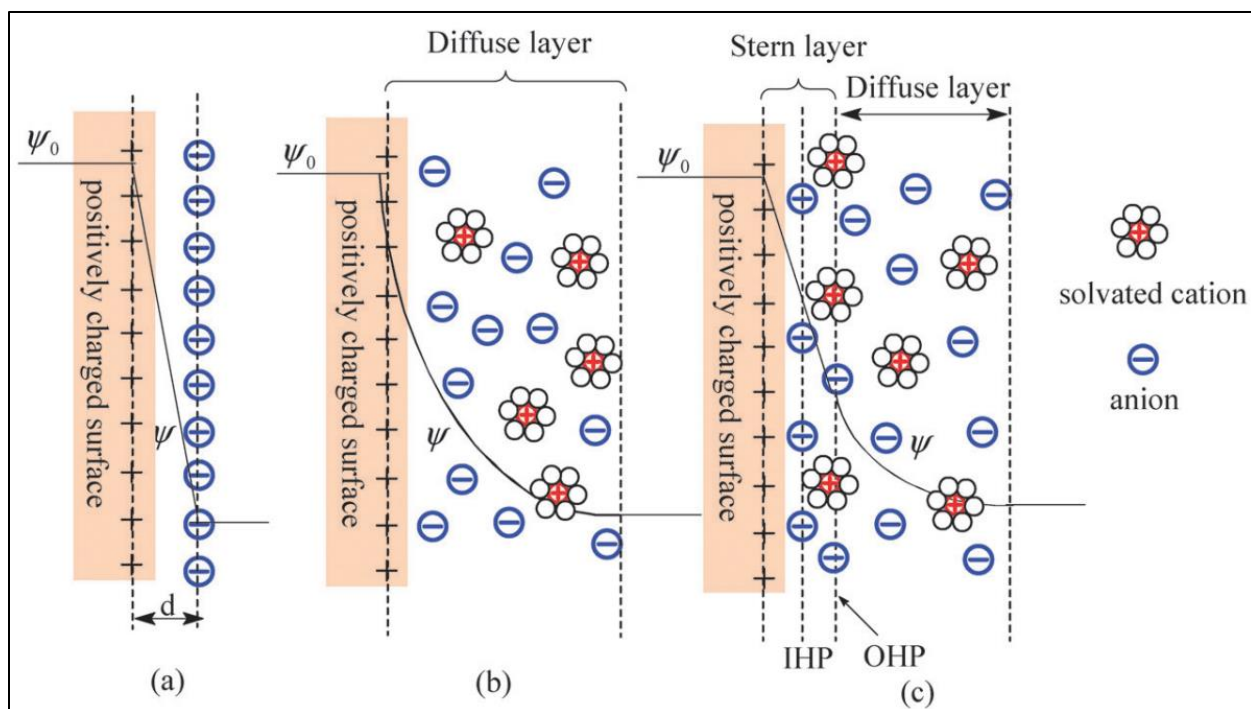 Diffuse layer
Stern layer
Diffuse layer
ψ₀
ψ₀
ψ₀
positively charged surface
positively charged surface
positively charged surface
ψ
ψ
ψ
solvated cation
anion
d
IHP
OHP
(a)
(b)
(c)